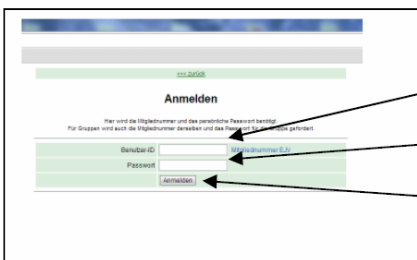 <<< zurück
Anmelden
Hier wird die Mitgliednummer und das persönliche Passwort benötigt.
Für Gruppen wird auch die Mitgliednummer derselben und das Passwort für die Gruppe gefordert.
Benutzer-ID Mitgliednummer EJV
Passwort
Anmelden